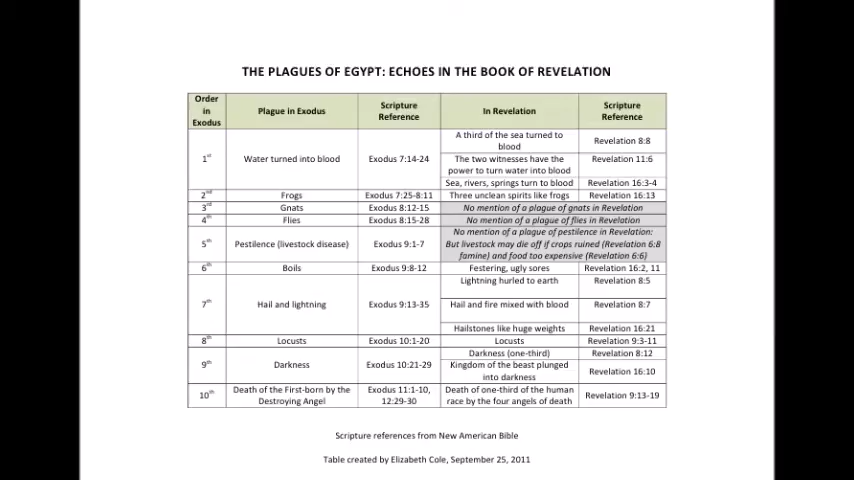 THE PLAGUES OF EGYPT: ECHOES IN THE BOOK OF REVELATION
Order in Exodus | Plague in Exodus | Scripture Reference | In Revelation | Scripture Reference
1st | Water turned into blood | Exodus 7:14-24 | A third of the sea turned to blood | Revelation 8:8
The two witnesses have the power to turn water into blood | Revelation 11:6
Sea, rivers, springs turn to blood | Revelation 16:3-4
2nd | Frogs | Exodus 7:25-8:11 | Three unclean spirits like frogs | Revelation 16:13
3rd | Gnats | Exodus 8:12-15 | No mention of a plague of gnats in Revelation
4th | Flies | Exodus 8:15-28 | No mention of a plague of flies in Revelation
5th | Pestilence (livestock disease) | Exodus 9:1-7 | No mention of a plague of pestilence in Revelation: But livestock may die off if crops ruined (Revelation 6:8 famine) and food too expensive (Revelation 6:6)
6th | Boils | Exodus 9:8-12 | Festering, ugly sores | Revelation 16:2, 11
7th | Hail and lightning | Exodus 9:13-35 | Lightning hurled to earth | Revelation 8:5
Hail and fire mixed with blood | Revelation 8:7
Hailstones like huge weights | Revelation 16:21
8th | Locusts | Exodus 10:1-20 | Locusts | Revelation 9:3-11
9th | Darkness | Exodus 10:21-29 | Darkness (one-third) | Revelation 8:12
Kingdom of the beast plunged into darkness | Revelation 16:10
10th | Death of the First-born by the Destroying Angel | Exodus 11:1-10, 12:29-30 | Death of one-third of the human race by the four angels of death | Revelation 9:13-19
Scripture references from New American Bible
Table created by Elizabeth Cole, September 25, 2011